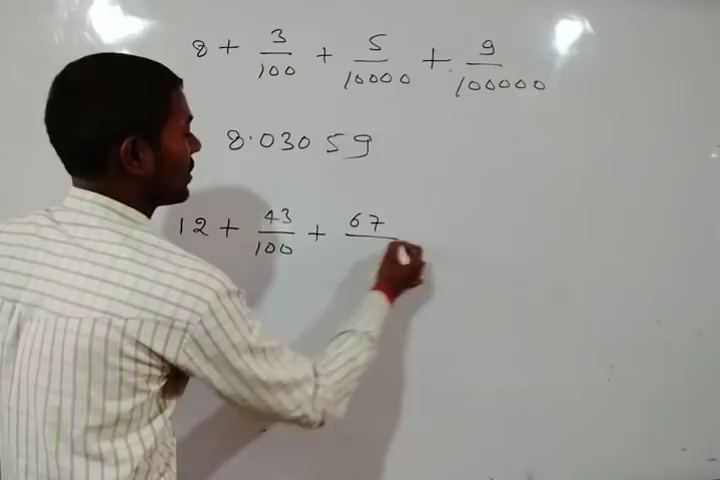 8 + 3/100 + 5/10000 + 9/100000
8.03059
12 + 43/100 + 67/